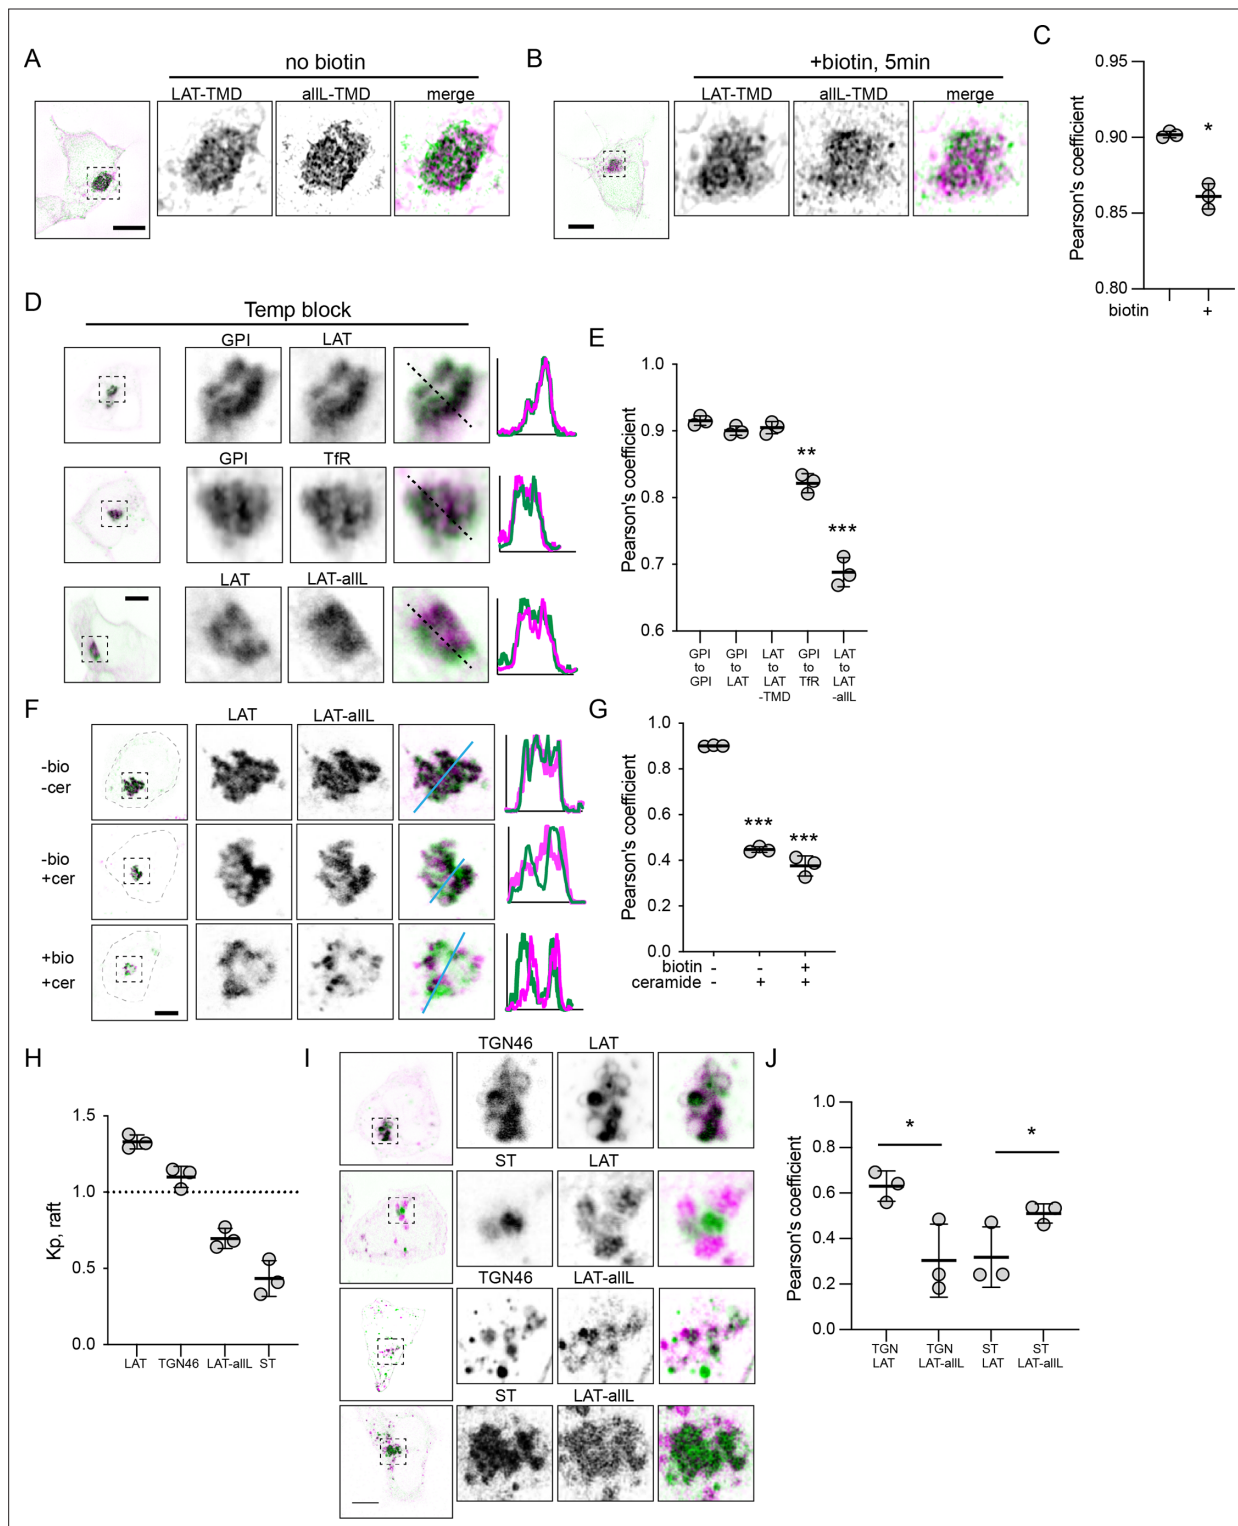 A
no biotin
LAT-TMD
allL-TMD
merge
B
+biotin, 5min
LAT-TMD
allL-TMD
merge
C
Pearson's coefficient
0.95
0.90
0.85
0.80
*
biotin
+
D
Temp block
GPI
LAT
GPI
TfR
LAT
LAT-allL
E
Pearson's coefficient
1.0
0.9
0.8
0.7
0.6
**
***
GPI
to
GPI
GPI
to
LAT
LAT
to
LAT
-TMD
GPI
to
TfR
LAT
to
LAT
-allL
F
LAT
LAT-allL
-bio
-cer
-bio
+cer
+bio
+cer
G
Pearson's coefficient
1.0
0.8
0.6
0.4
0.2
0.0
***
***
biotin - - +
ceramide - + +
H
Kp, raft
1.5
1.0
0.5
0.0
LAT
TGN46
LAT-allL
ST
I
TGN46
LAT
ST
LAT
TGN46
LAT-allL
ST
LAT-allL
J
Pearson's coefficient
1.0
0.8
0.6
0.4
0.2
0.0
*
*
TGN
LAT
TGN
LAT-allL
ST
LAT
ST
LAT-allL